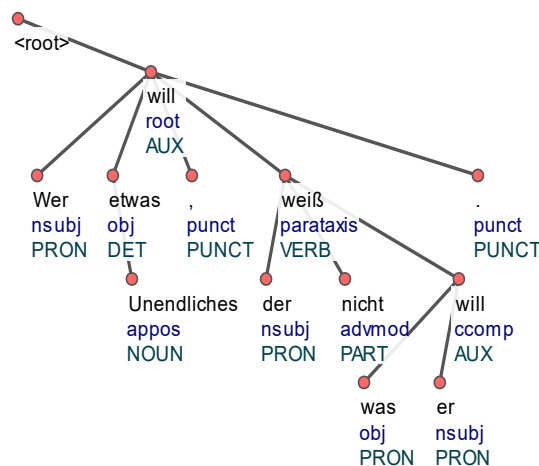 <root>
will
root
AUX
Wer etwas , weiß .
nsubj obj punct parataxis punct
PRON DET PUNCT VERB PUNCT
Unendliches der nicht will
appos nsubj advmod ccomp
NOUN PRON PART AUX
was er
obj nsubj
PRON PRON